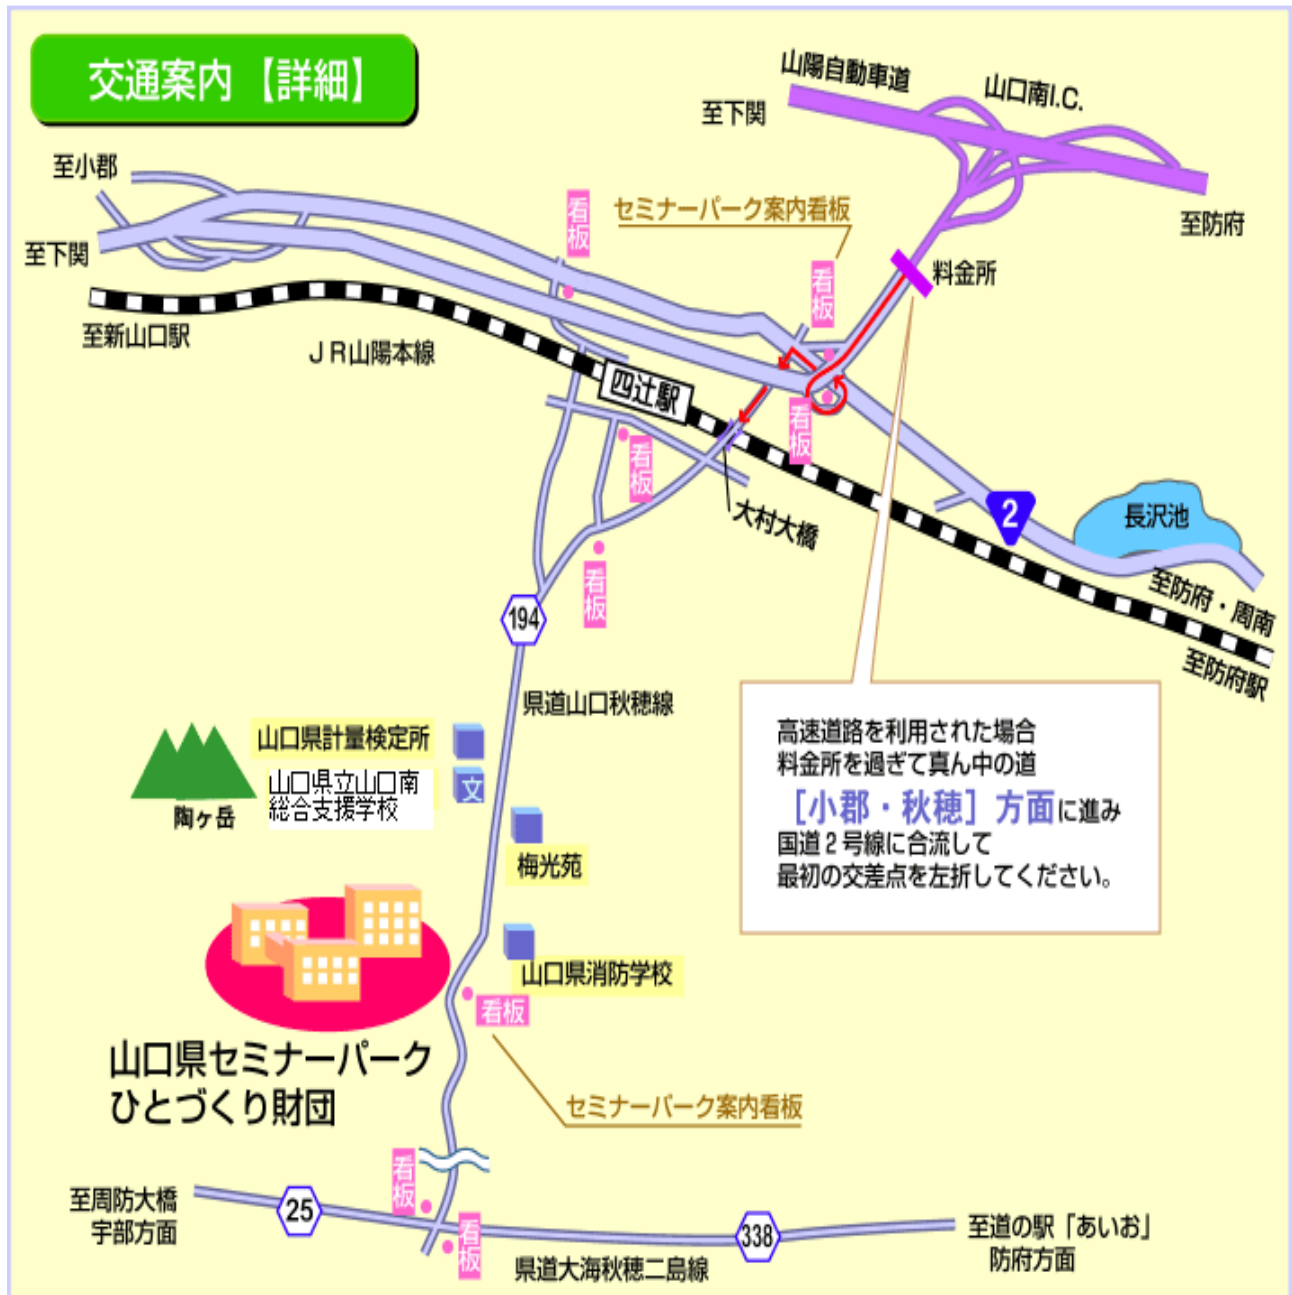 交通案内【詳細】
山陽自動車道
山口南I.C.
至下関
至小郡
至防府
看板
セミナーパーク案内看板
至下関
看板
料金所
至新山口駅
JR山陽本線
四辻駅
看板
看板
2
長沢池
大村大橋
看板
至防府・周南
至防府駅
194
県道山口秋穂線
山口県計量検定所
山口県立山口南
総合支援学校
文
陶ヶ岳
梅光苑
高速道路を利用された場合
料金所を過ぎて真ん中の道
［小郡・秋穂］方面に進み
国道2号線に合流して
最初の交差点を左折してください。
山口県消防学校
看板
山口県セミナーパーク
ひとづくり財団
セミナーパーク案内看板
看板
至周防大橋
宇部方面
25
看板
338
至道の駅「あいお」
防府方面
県道大海秋穂二島線